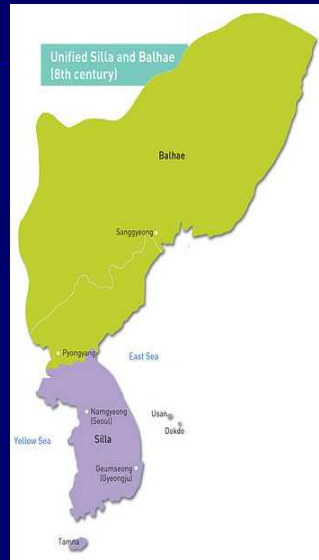 Unified Silla and Balhae
(8th century)
Balhae
Sanggyeong
Pyongyang
East Sea
Namgyeong
(Seoul)
Usan
Dokdo
Yellow Sea
Silla
Geumseong
(Gyeongju)
Tamna